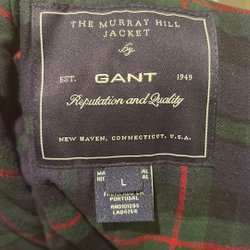 THE MURRAY HILL
JACKET
by
EST. GANT 1949
Reputation and Quality
NEW HAVEN, CONNECTICUT, U.S.A.
L
PORTUGAL